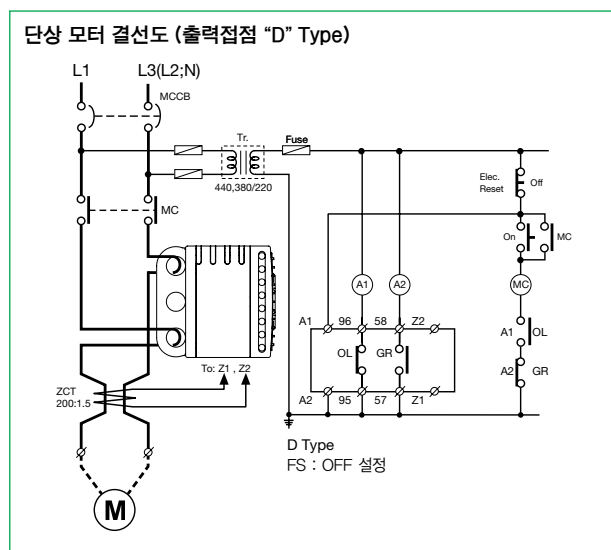 단상 모터 결선도 (출력접점 “D” Type)
L1 L3(L2;N)
MCCB
Tr. Fuse
440,380/220
Elec. Reset Off
MC
On MC
A1 A2 MC
A1 96 58 Z2
A1 OL
OL GR
A2 GR
To: Z1 , Z2
ZCT
200:1.5
A2 95 57 Z1
D Type
FS : OFF 설정
M